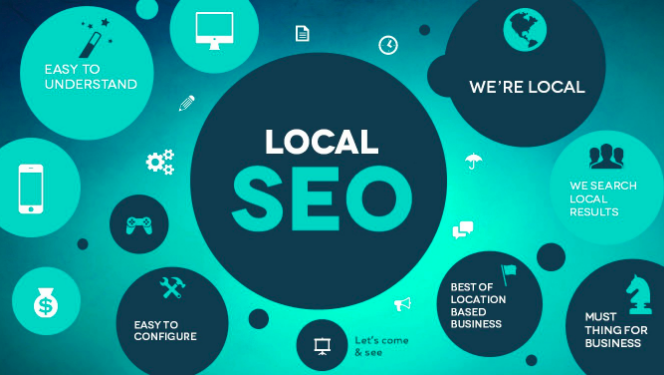 EASY TO
UNDERSTAND
WE'RE LOCAL
LOCAL
SEO
WE SEARCH
LOCAL
RESULTS
BEST OF
LOCATION
BASED
BUSINESS
MUST
THING FOR
BUSINESS
EASY TO
CONFIGURE
Let's come
& see
$